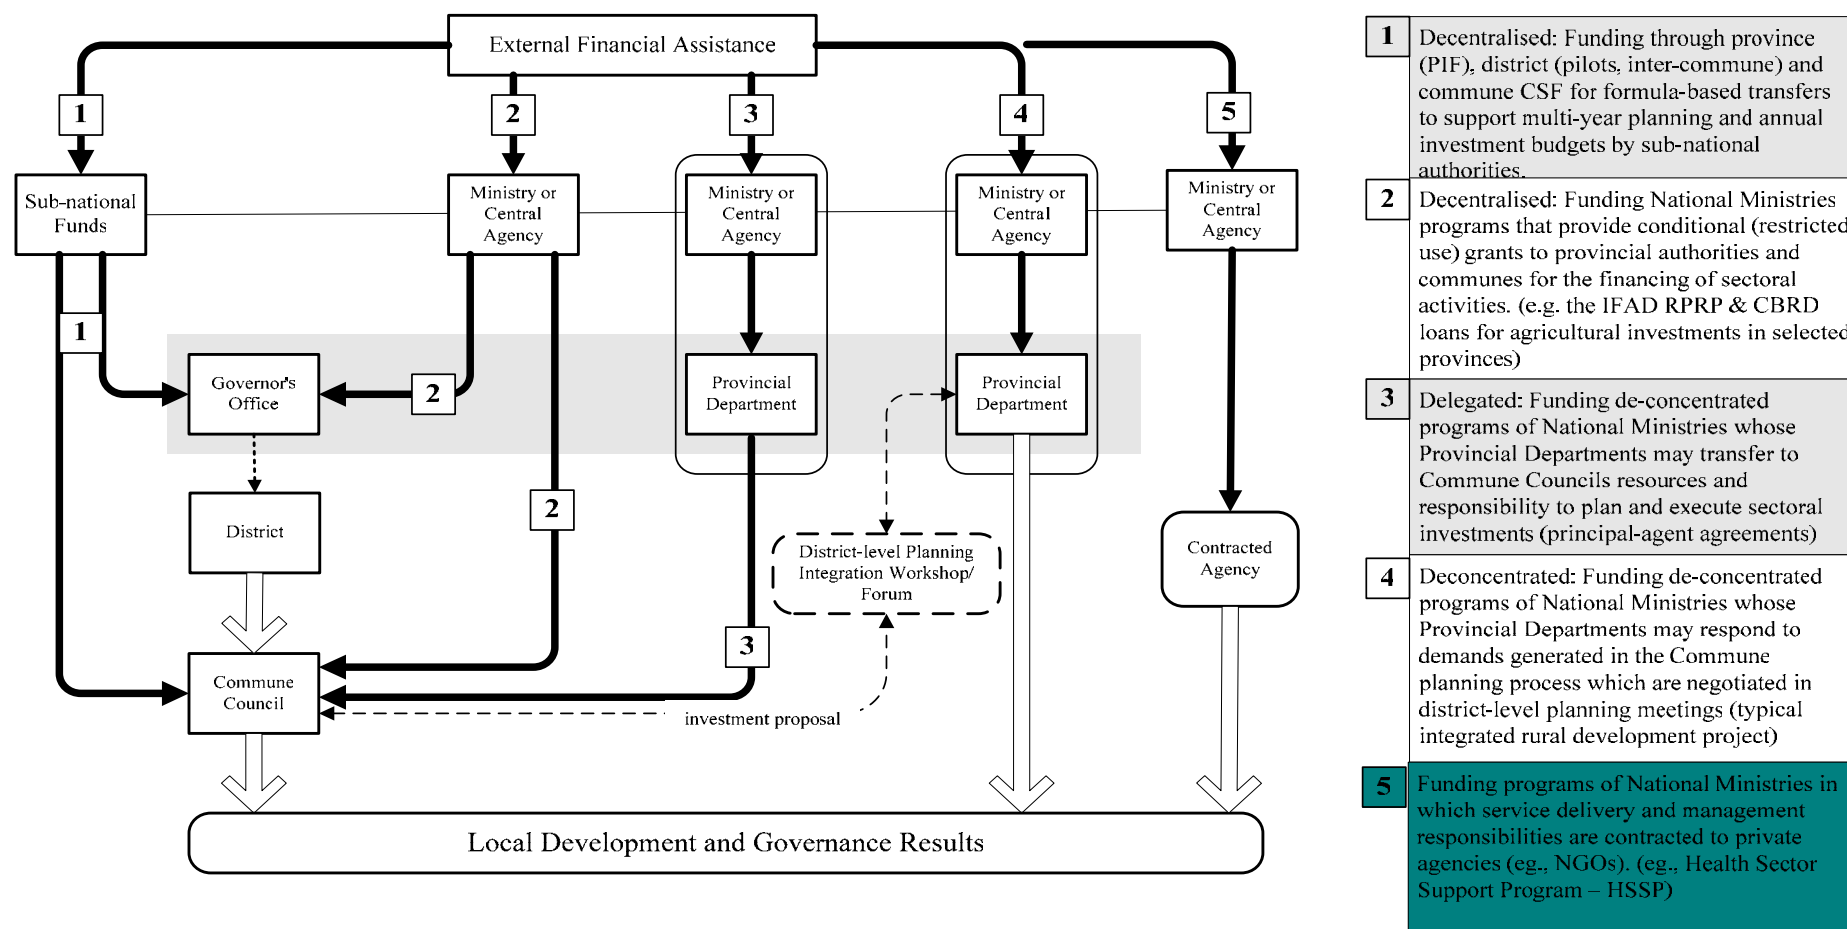 External Financial Assistance
1
2
3
4
5
Sub-national
Funds
Ministry or
Central
Agency
Ministry or
Central
Agency
Ministry or
Central
Agency
Ministry or
Central
Agency
1
Governor's
Office
2
Provincial
Department
Provincial
Department
District
2
District-level Planning
Integration Workshop/
Forum
Contracted
Agency
3
Commune
Council
investment proposal
Local Development and Governance Results
1
Decentralised: Funding through province
(PIF), district (pilots, inter-commune) and
commune CSF for formula-based transfers
to support multi-year planning and annual
investment budgets by sub-national
authorities.
2
Decentralised: Funding National Ministries
programs that provide conditional (restricted
use) grants to provincial authorities and
communes for the financing of sectoral
activities. (e.g. the IFAD RPRP & CBRD
loans for agricultural investments in selected
provinces)
3
Delegated: Funding de-concentrated
programs of National Ministries whose
Provincial Departments may transfer to
Commune Councils resources and
responsibility to plan and execute sectoral
investments (principal-agent agreements)
4
Deconcentrated: Funding de-concentrated
programs of National Ministries whose
Provincial Departments may respond to
demands generated in the Commune
planning process which are negotiated in
district-level planning meetings (typical
integrated rural development project)
5
Funding programs of National Ministries in
which service delivery and management
responsibilities are contracted to private
agencies (eg., NGOs). (eg., Health Sector
Support Program – HSSP)